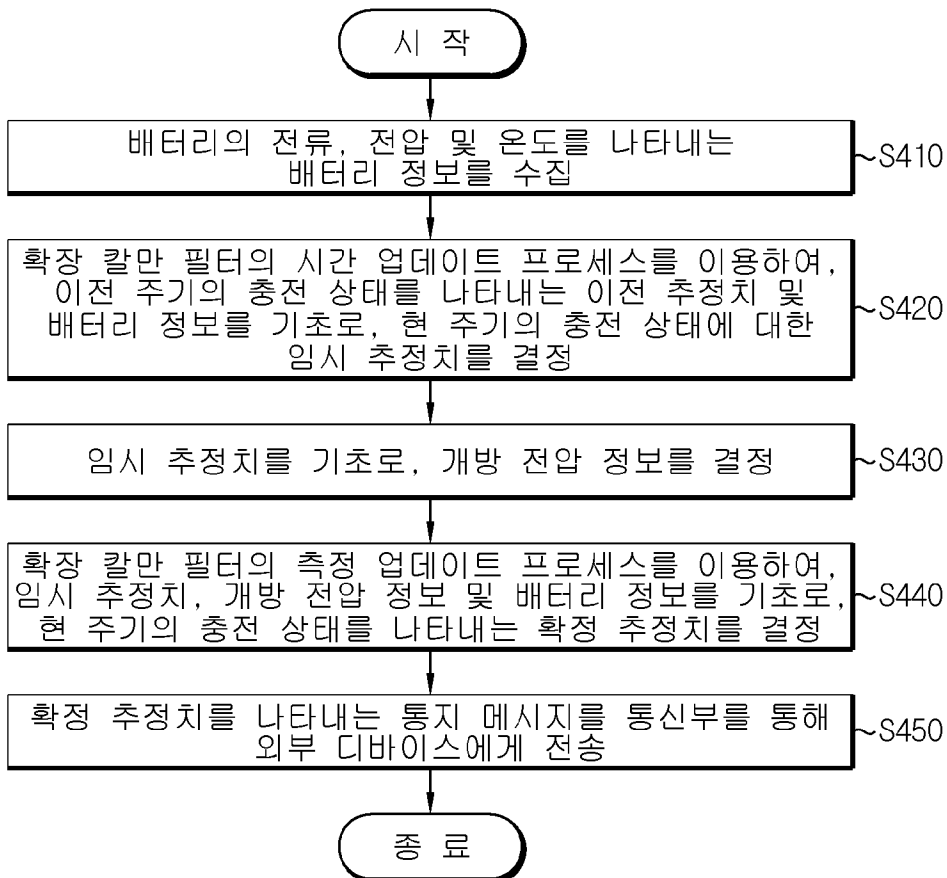 시 작
배터리의 전류, 전압 및 온도를 나타내는
배터리 정보를 수집
S410
확장 칼만 필터의 시간 업데이트 프로세스를 이용하여,
이전 주기의 충전 상태를 나타내는 이전 추정치 및
배터리 정보를 기초로, 현 주기의 충전 상태에 대한
임시 추정치를 결정
S420
임시 추정치를 기초로, 개방 전압 정보를 결정
S430
확장 칼만 필터의 측정 업데이트 프로세스를 이용하여,
임시 추정치, 개방 전압 정보 및 배터리 정보를 기초로,
현 주기의 충전 상태를 나타내는 확정 추정치를 결정
S440
확정 추정치를 나타내는 통지 메시지를 통신부를 통해
외부 디바이스에게 전송
S450
종 료